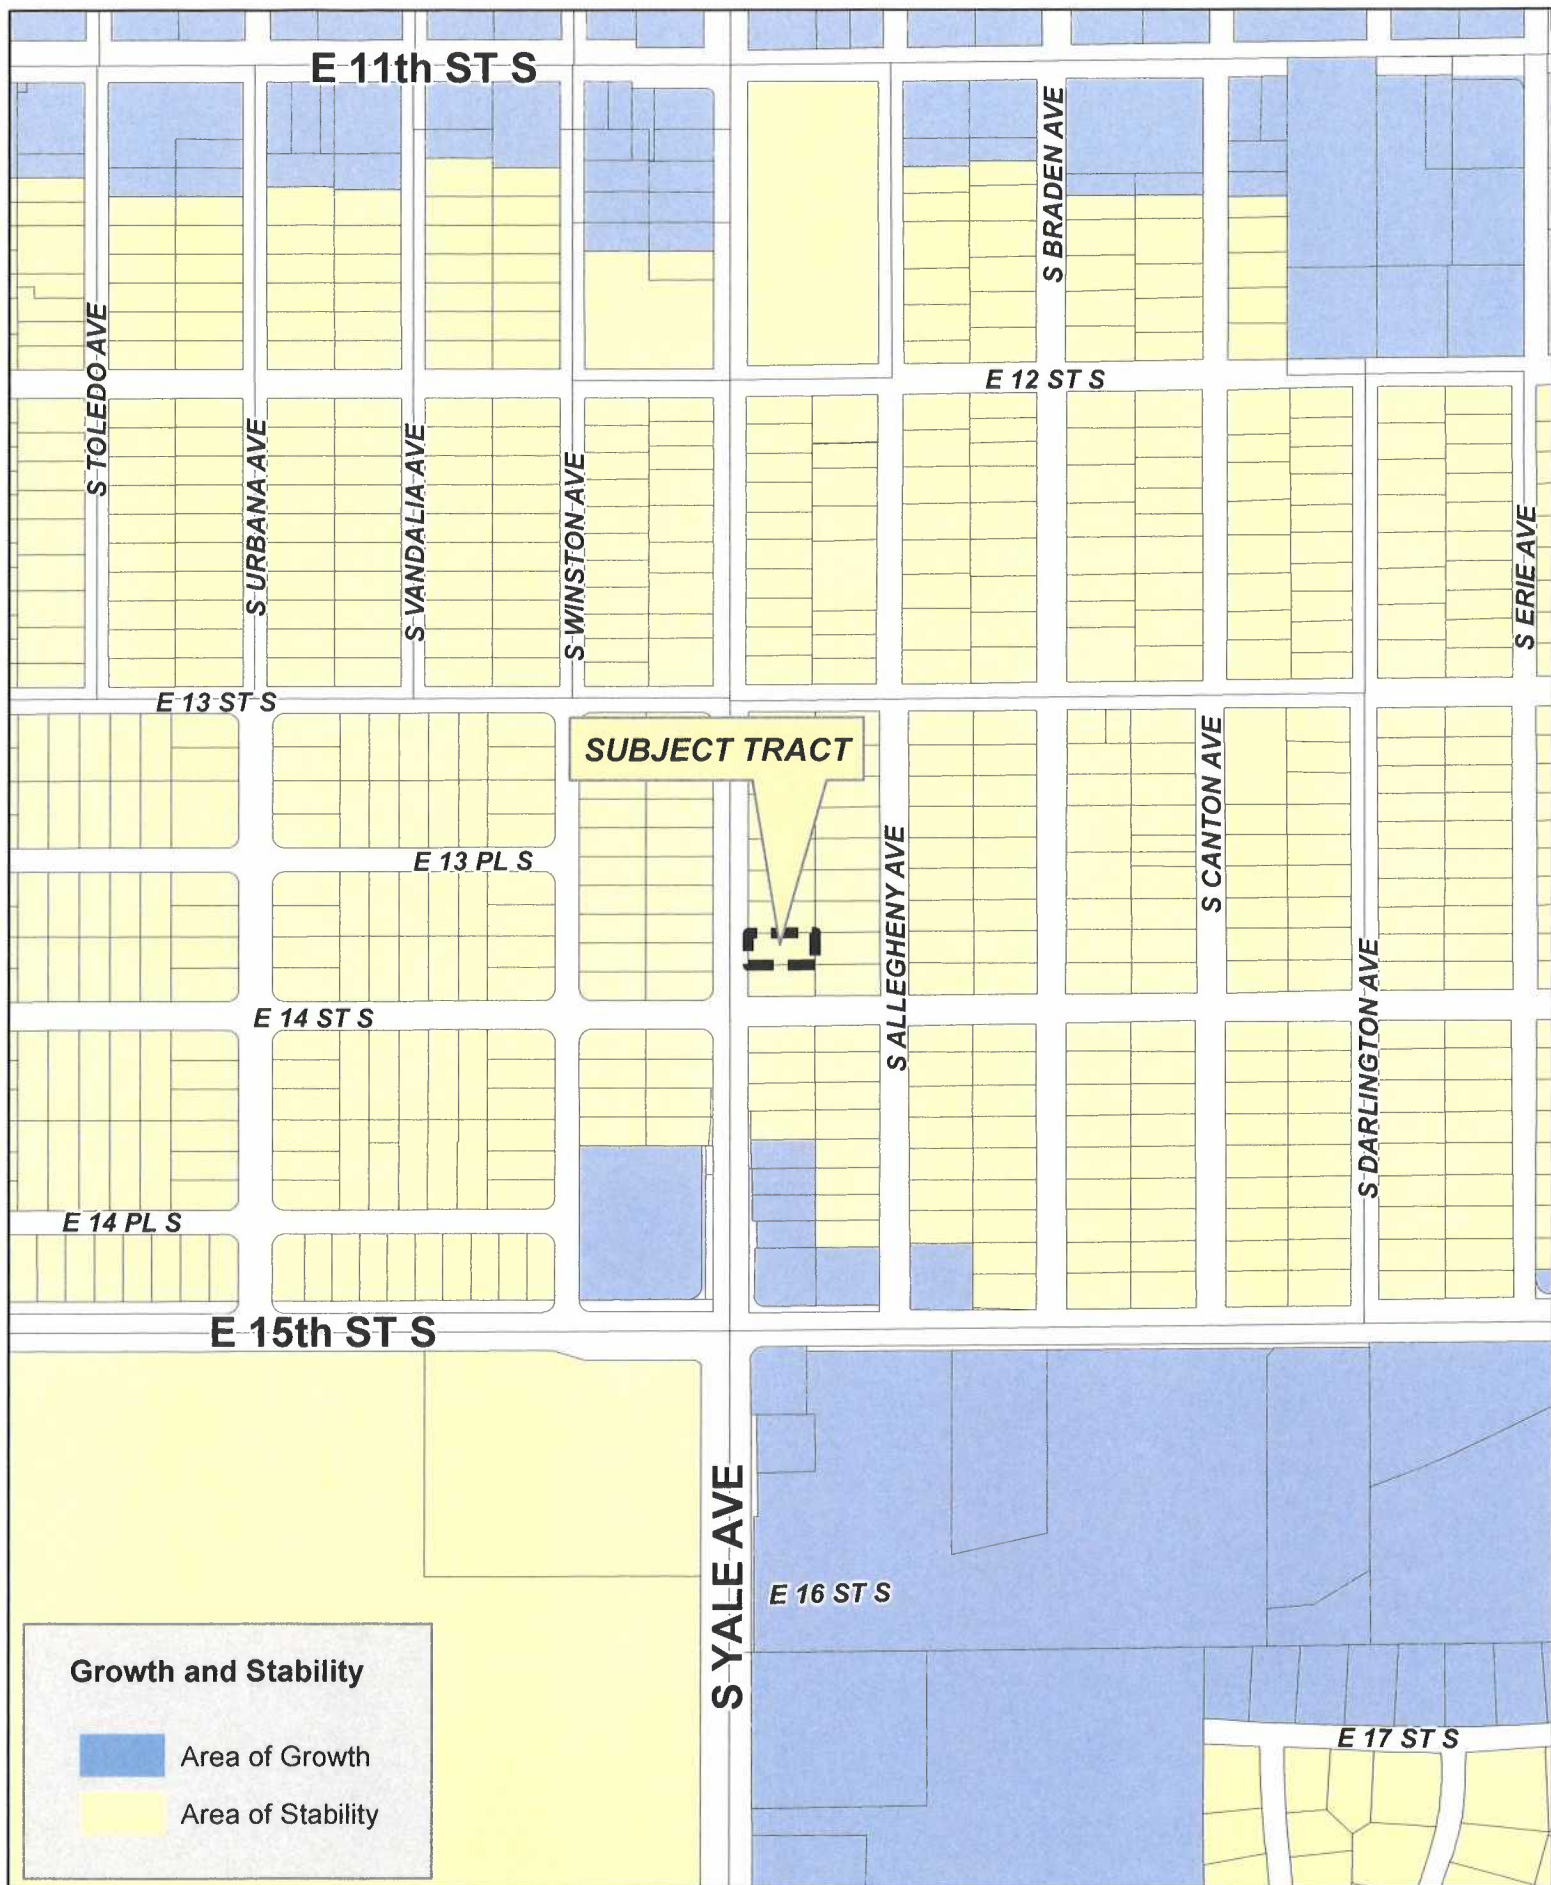 E 11th ST S
S BRADEN AVE
S TOLEDO AVE
E 12 ST S
S URBANA AVE
S VANDALIA AVE
S WINSTON AVE
S ERIE AVE
E 13 ST S
SUBJECT TRACT
S CANTON AVE
E 13 PL S
S ALLEGHENY AVE
S DARLINGTON AVE
E 14 ST S
E 14 PL S
E 15th ST S
S YALE AVE
E 16 ST S
Growth and Stability
E 17 ST S
Area of Growth
Area of Stability